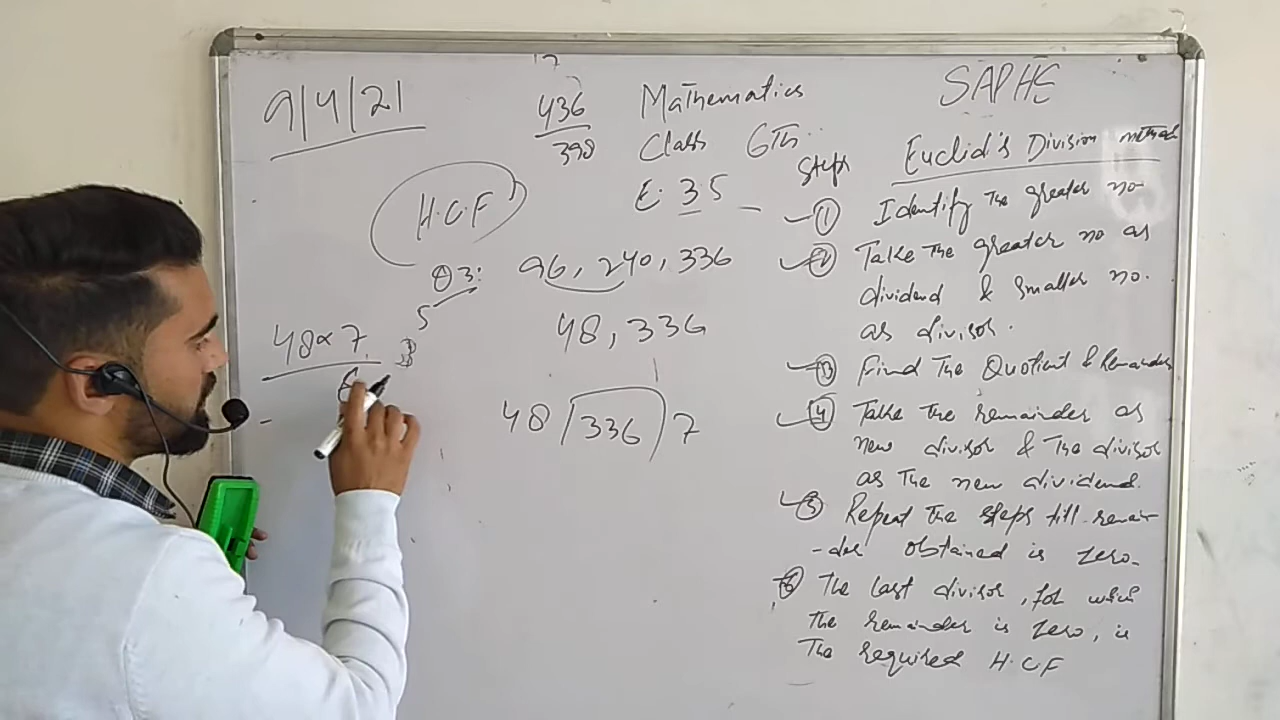 9/4/21
436
398
Mathematics
Class 6Th
E: 35
H.C.F
Q3: 96, 240, 336
48, 336
5
48 × 7
6
48 ) 336 ( 7
SAPHE
Euclid's Division method
Steps
① Identify The greater no
② Take The greater no as
dividend & smaller no.
as divisor.
③ Find The Quotient & Remainder
④ Take The remainder as
new divisor & The divisor
as The new dividend.
⑤ Repeat The steps till remain-
-der obtained is zero.
⑥ The last divisor, for which
The remainder is zero, is
The required H.C.F